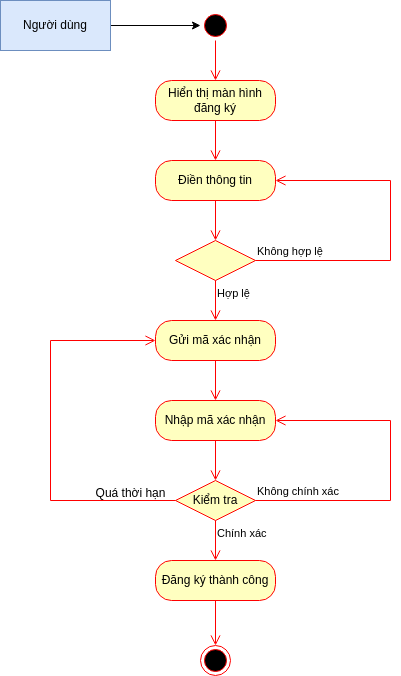 Người dùng
Hiển thị màn hình
đăng ký
Điền thông tin
Không hợp lệ
Hợp lệ
Gửi mã xác nhận
Nhập mã xác nhận
Quá thời hạn
Kiểm tra
Không chính xác
Chính xác
Đăng ký thành công